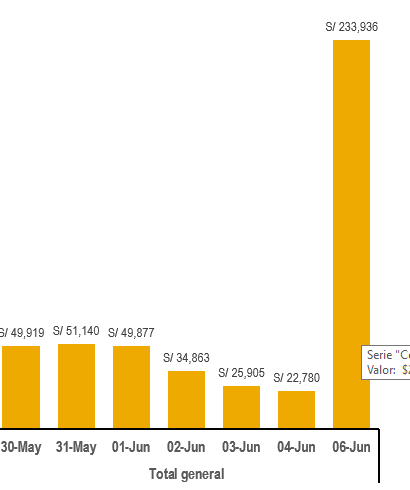 S/ 233,936
S/ 49,919
S/ 51,140
S/ 49,877
S/ 34,863
S/ 25,905
S/ 22,780
Serie "C
Valor: $
30-May 31-May 01-Jun 02-Jun 03-Jun 04-Jun 06-Jun
Total general